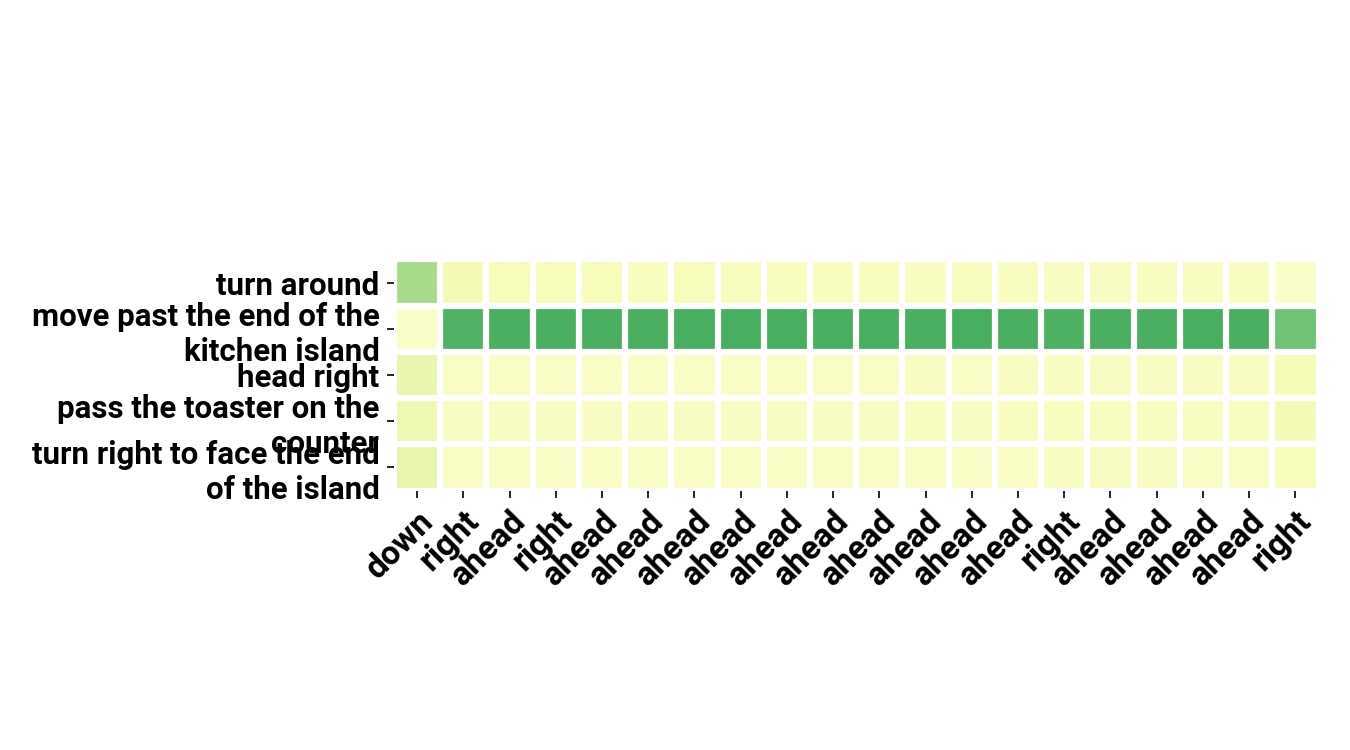 turn around
move past the end of the
kitchen island
head right
pass the toaster on the
counter
turn right to face the end
of the island
down
right
ahead
right
ahead
ahead
ahead
ahead
ahead
ahead
ahead
ahead
ahead
ahead
right
ahead
ahead
ahead
ahead
right